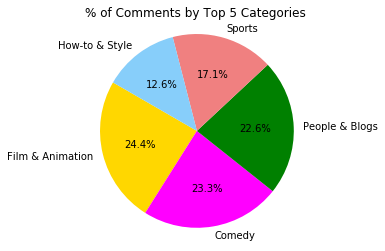 % of Comments by Top 5 Categories
Sports
How-to & Style
17.1%
12.6%
People & Blogs
22.6%
Film & Animation
24.4%
23.3%
Comedy